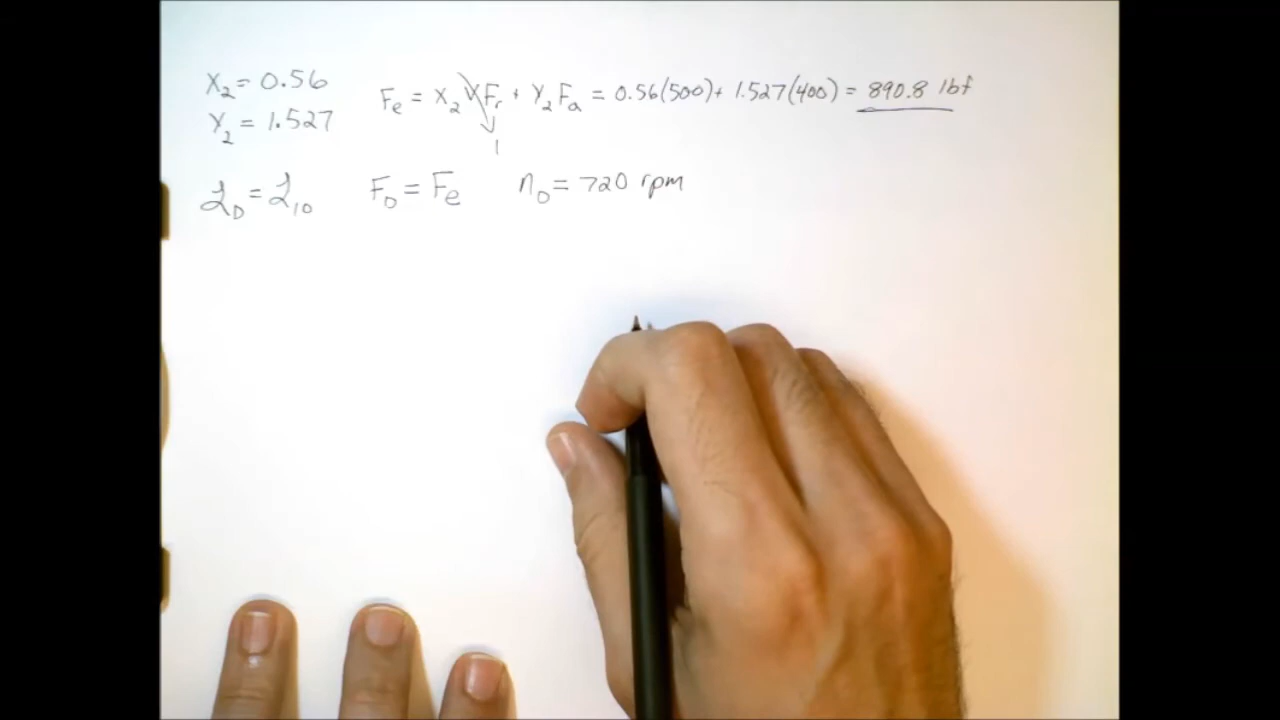 X₂ = 0.56
Fₑ = X₂ V Fᵣ + Y₂ Fₐ = 0.56(500) + 1.527(400) = 890.8 lbf
1
Y₂ = 1.527
ℒ_D = ℒ₁₀ F_D = Fₑ n_D = 720 rpm